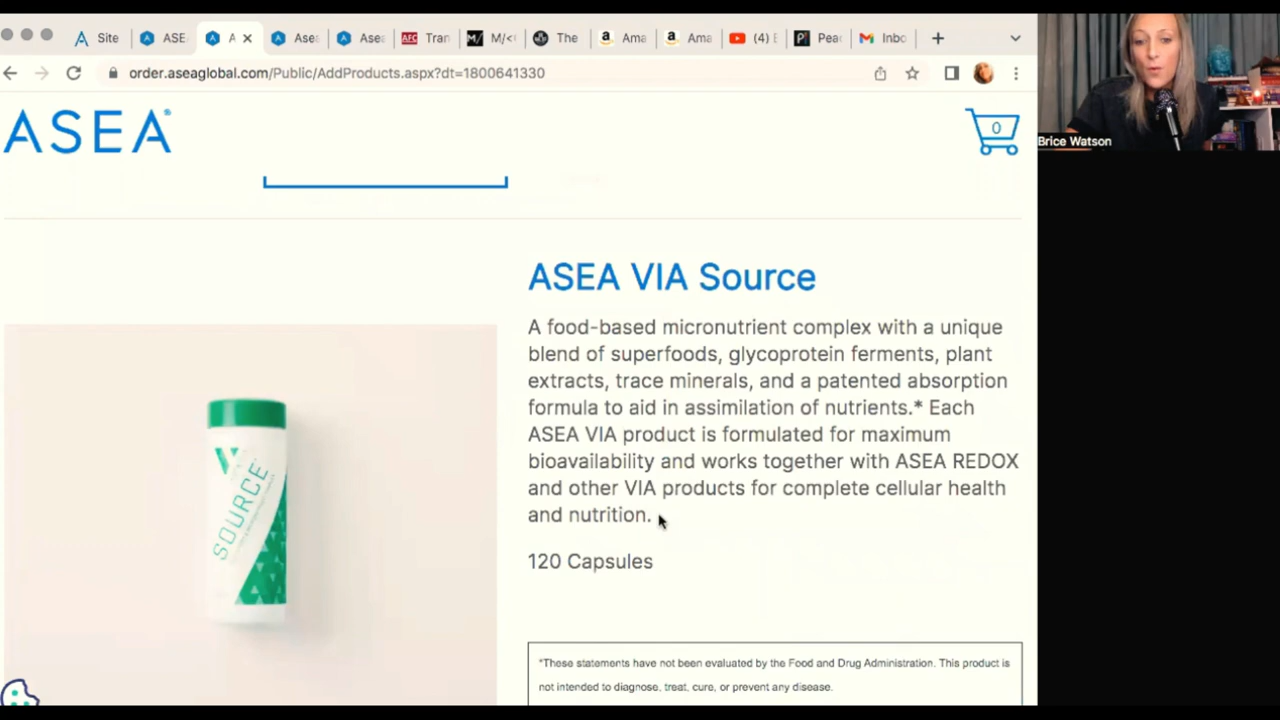 Site
ASE
A
Ase
Ase
AFC Tran
M/<
The
a Ama
a Ama
(4) E
Pea
Inbo
order.aseaglobal.com/Public/AddProducts.aspx?dt=1800641330
ASEA®
0
Brice Watson
ASEA VIA Source
A food-based micronutrient complex with a unique
blend of superfoods, glycoprotein ferments, plant
extracts, trace minerals, and a patented absorption
formula to aid in assimilation of nutrients.* Each
ASEA VIA product is formulated for maximum
bioavailability and works together with ASEA REDOX
and other VIA products for complete cellular health
and nutrition.
120 Capsules
SOURCE
*These statements have not been evaluated by the Food and Drug Administration. This product is
not intended to diagnose, treat, cure, or prevent any disease.